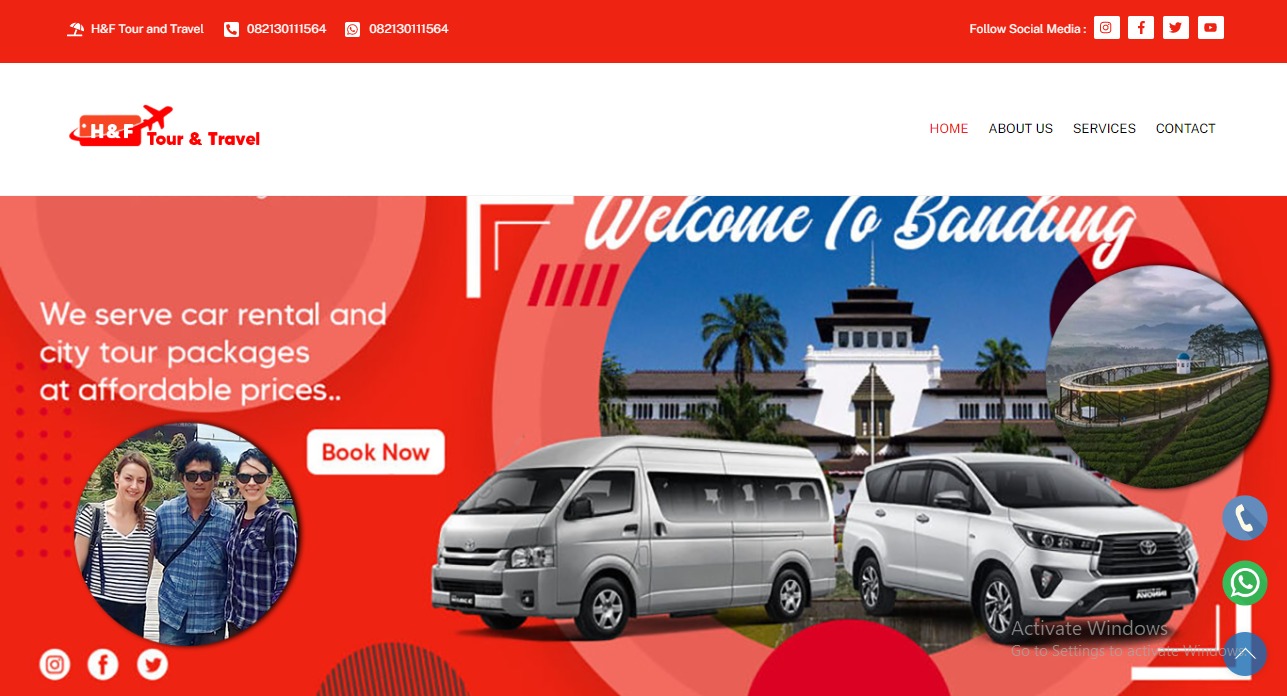 H&F Tour and Travel
082130111564
082130111564
Follow Social Media :
H&F
Tour & Travel
HOME
ABOUT US
SERVICES
CONTACT
Welcome To Bandung
We serve car rental and
city tour packages
at affordable prices..
Book Now
Activate Windows
Go to Settings to activate Windows.